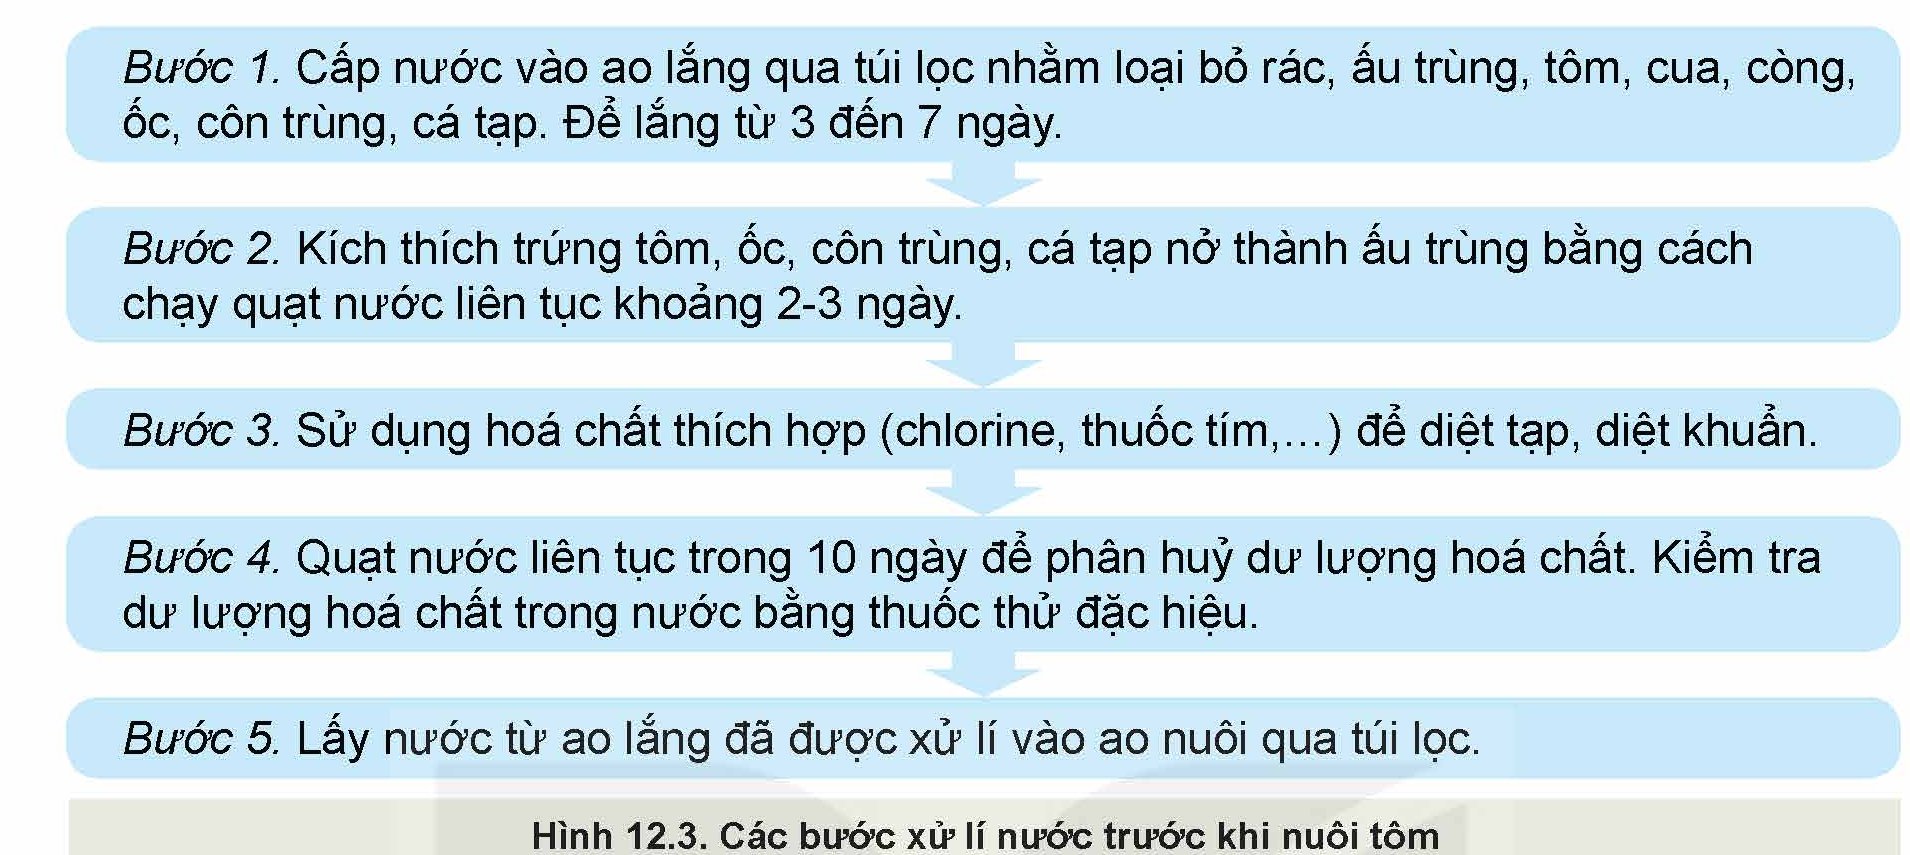 Bước 1. Cấp nước vào ao lắng qua túi lọc nhằm loại bỏ rác, ấu trùng, tôm, cua, còng,
ốc, côn trùng, cá tạp. Để lắng từ 3 đến 7 ngày.
Bước 2. Kích thích trứng tôm, ốc, côn trùng, cá tạp nở thành ấu trùng bằng cách
chạy quạt nước liên tục khoảng 2-3 ngày.
Bước 3. Sử dụng hoá chất thích hợp (chlorine, thuốc tím,...) để diệt tạp, diệt khuẩn.
Bước 4. Quạt nước liên tục trong 10 ngày để phân huỷ dư lượng hoá chất. Kiểm tra
dư lượng hoá chất trong nước bằng thuốc thử đặc hiệu.
Bước 5. Lấy nước từ ao lắng đã được xử lí vào ao nuôi qua túi lọc.
Hình 12.3. Các bước xử lí nước trước khi nuôi tôm